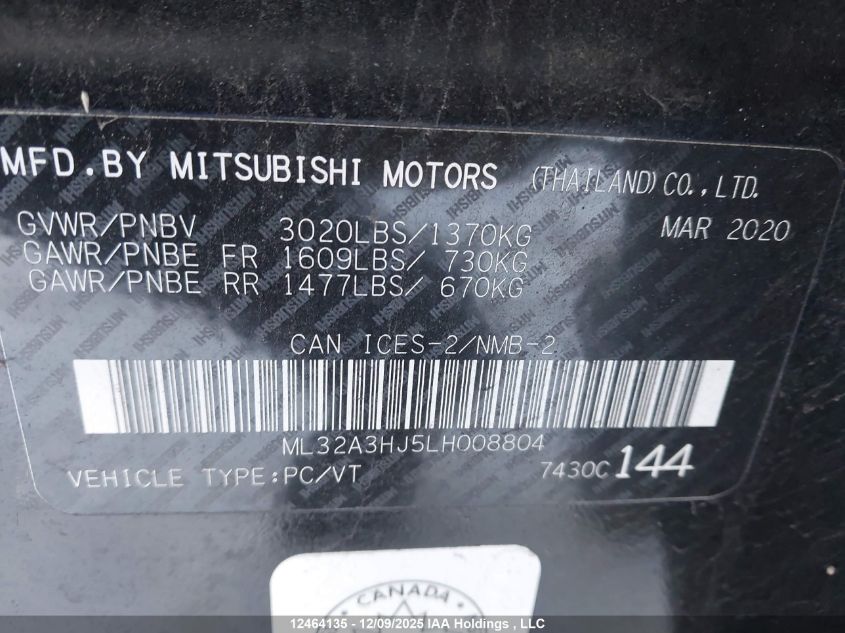 MFD.BY MITSUBISHI MOTORS (THAILAND) CO.,LTD.
GVWR/PNBV 3020LBS/1370KG MAR 2020
GAWR/PNBE FR 1609LBS/ 730KG
GAWR/PNBE RR 1477LBS/ 670KG
CAN ICES-2/NMB-2
ML32A3HJ5LH008804
VEHICLE TYPE:PC/VT 7430C 144
CANADA
12464135 - 12/09/2025 IAA Holdings , LLC